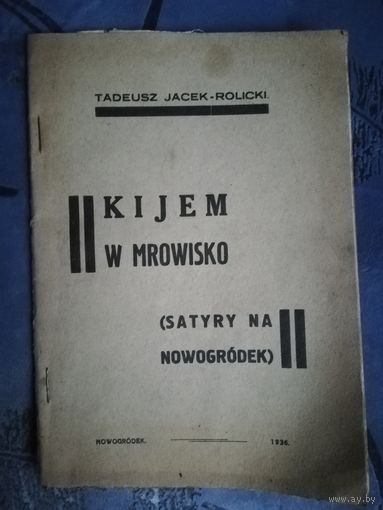 TADEUSZ JACEK-ROLICKI.
KIJEM
W MROWISKO
(SATYRY NA
NOWOGRÓDEK)
NOWOGRÓDEK. 1936.
www.ay.by